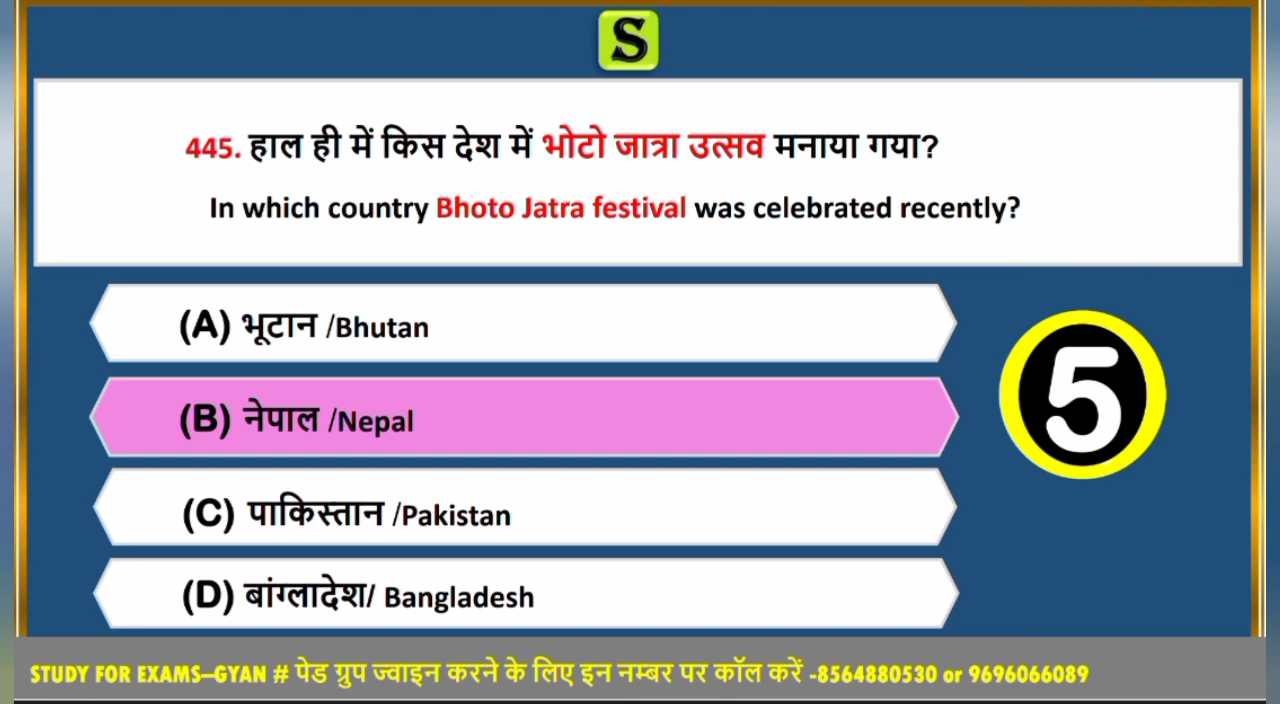 S
445. हाल ही में किस देश में भोटो जात्रा उत्सव मनाया गया?
In which country Bhoto Jatra festival was celebrated recently?
(A) भूटान /Bhutan
(B) नेपाल /Nepal
5
(C) पाकिस्तान /Pakistan
(D) बांग्लादेश/ Bangladesh
STUDY FOR EXAMS–GYAN # पेड ग्रुप ज्वाइन करने के लिए इन नम्बर पर कॉल करें -8564880530 or 9696066089